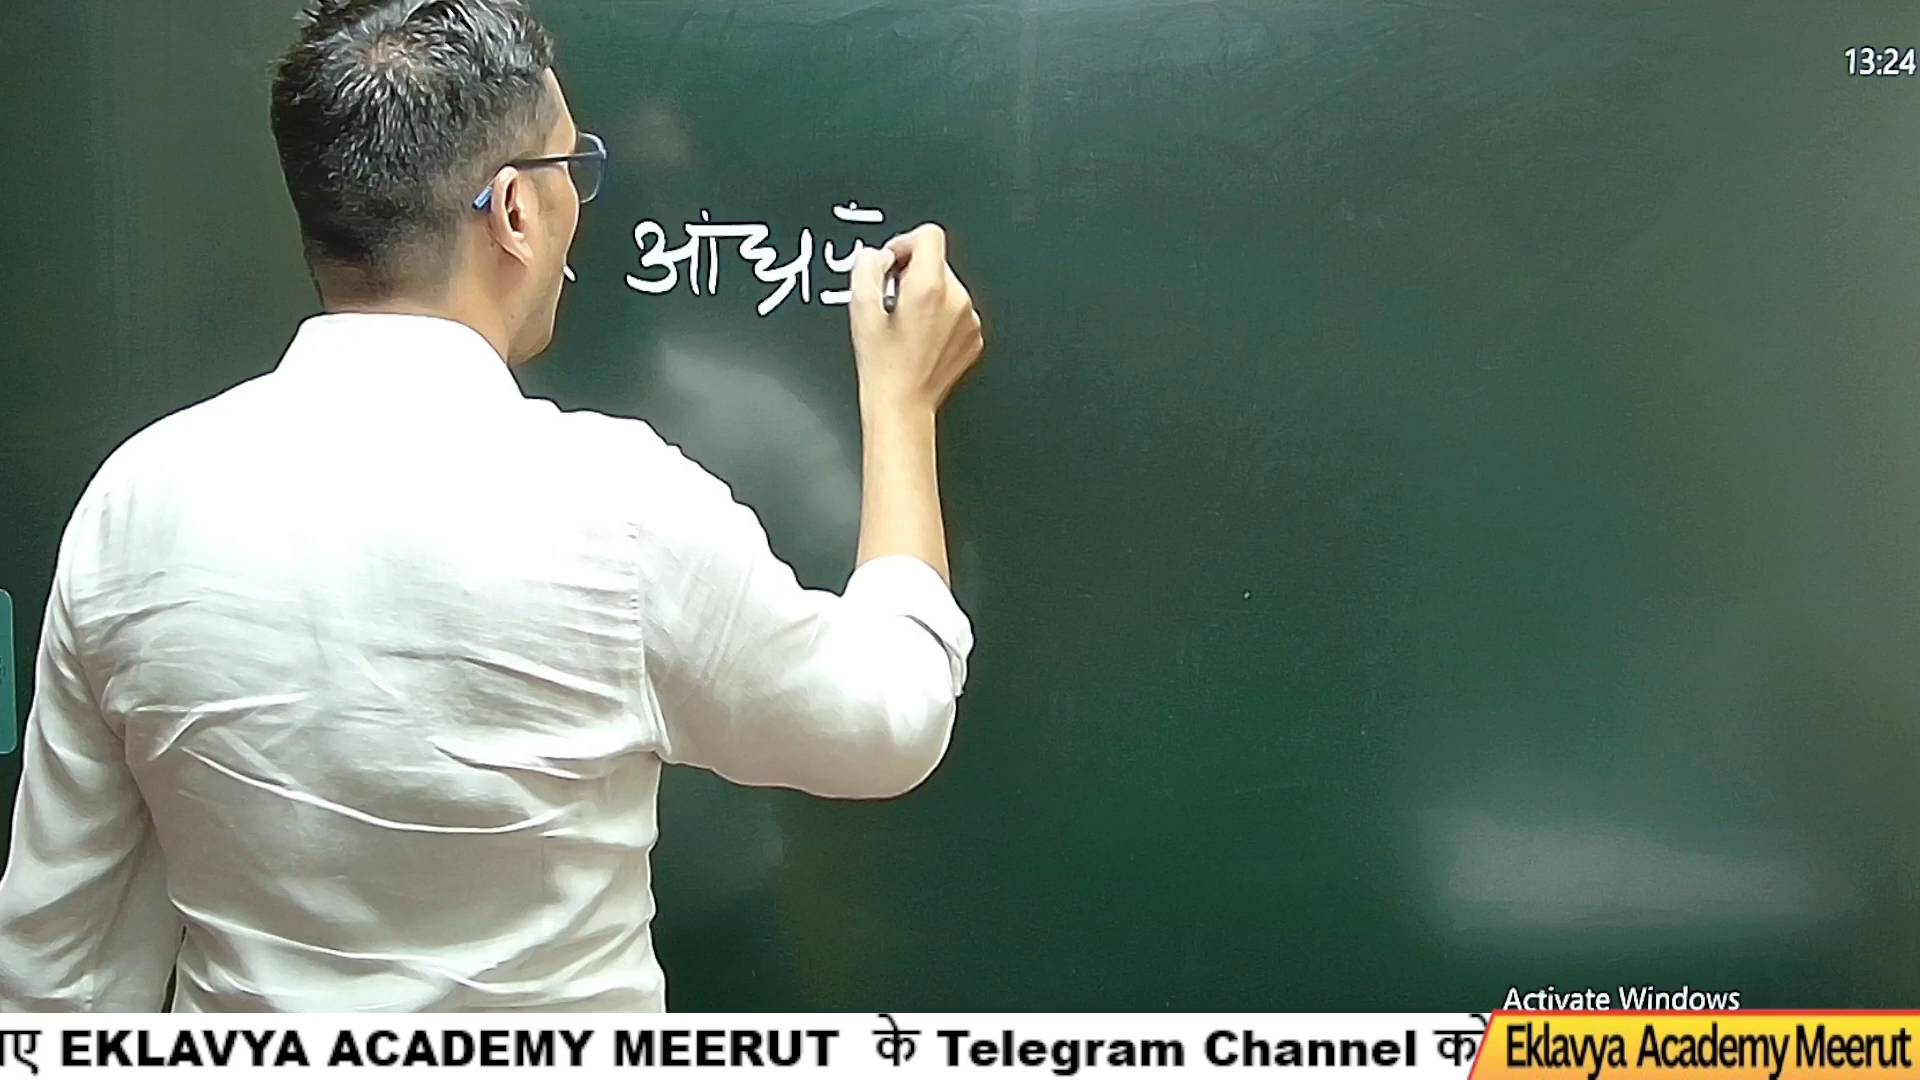 13:24
आंध्रप्र
Activate Windows
ाए EKLAVYA ACADEMY MEERUT के Telegram Channel को
Eklavya Academy Meerut